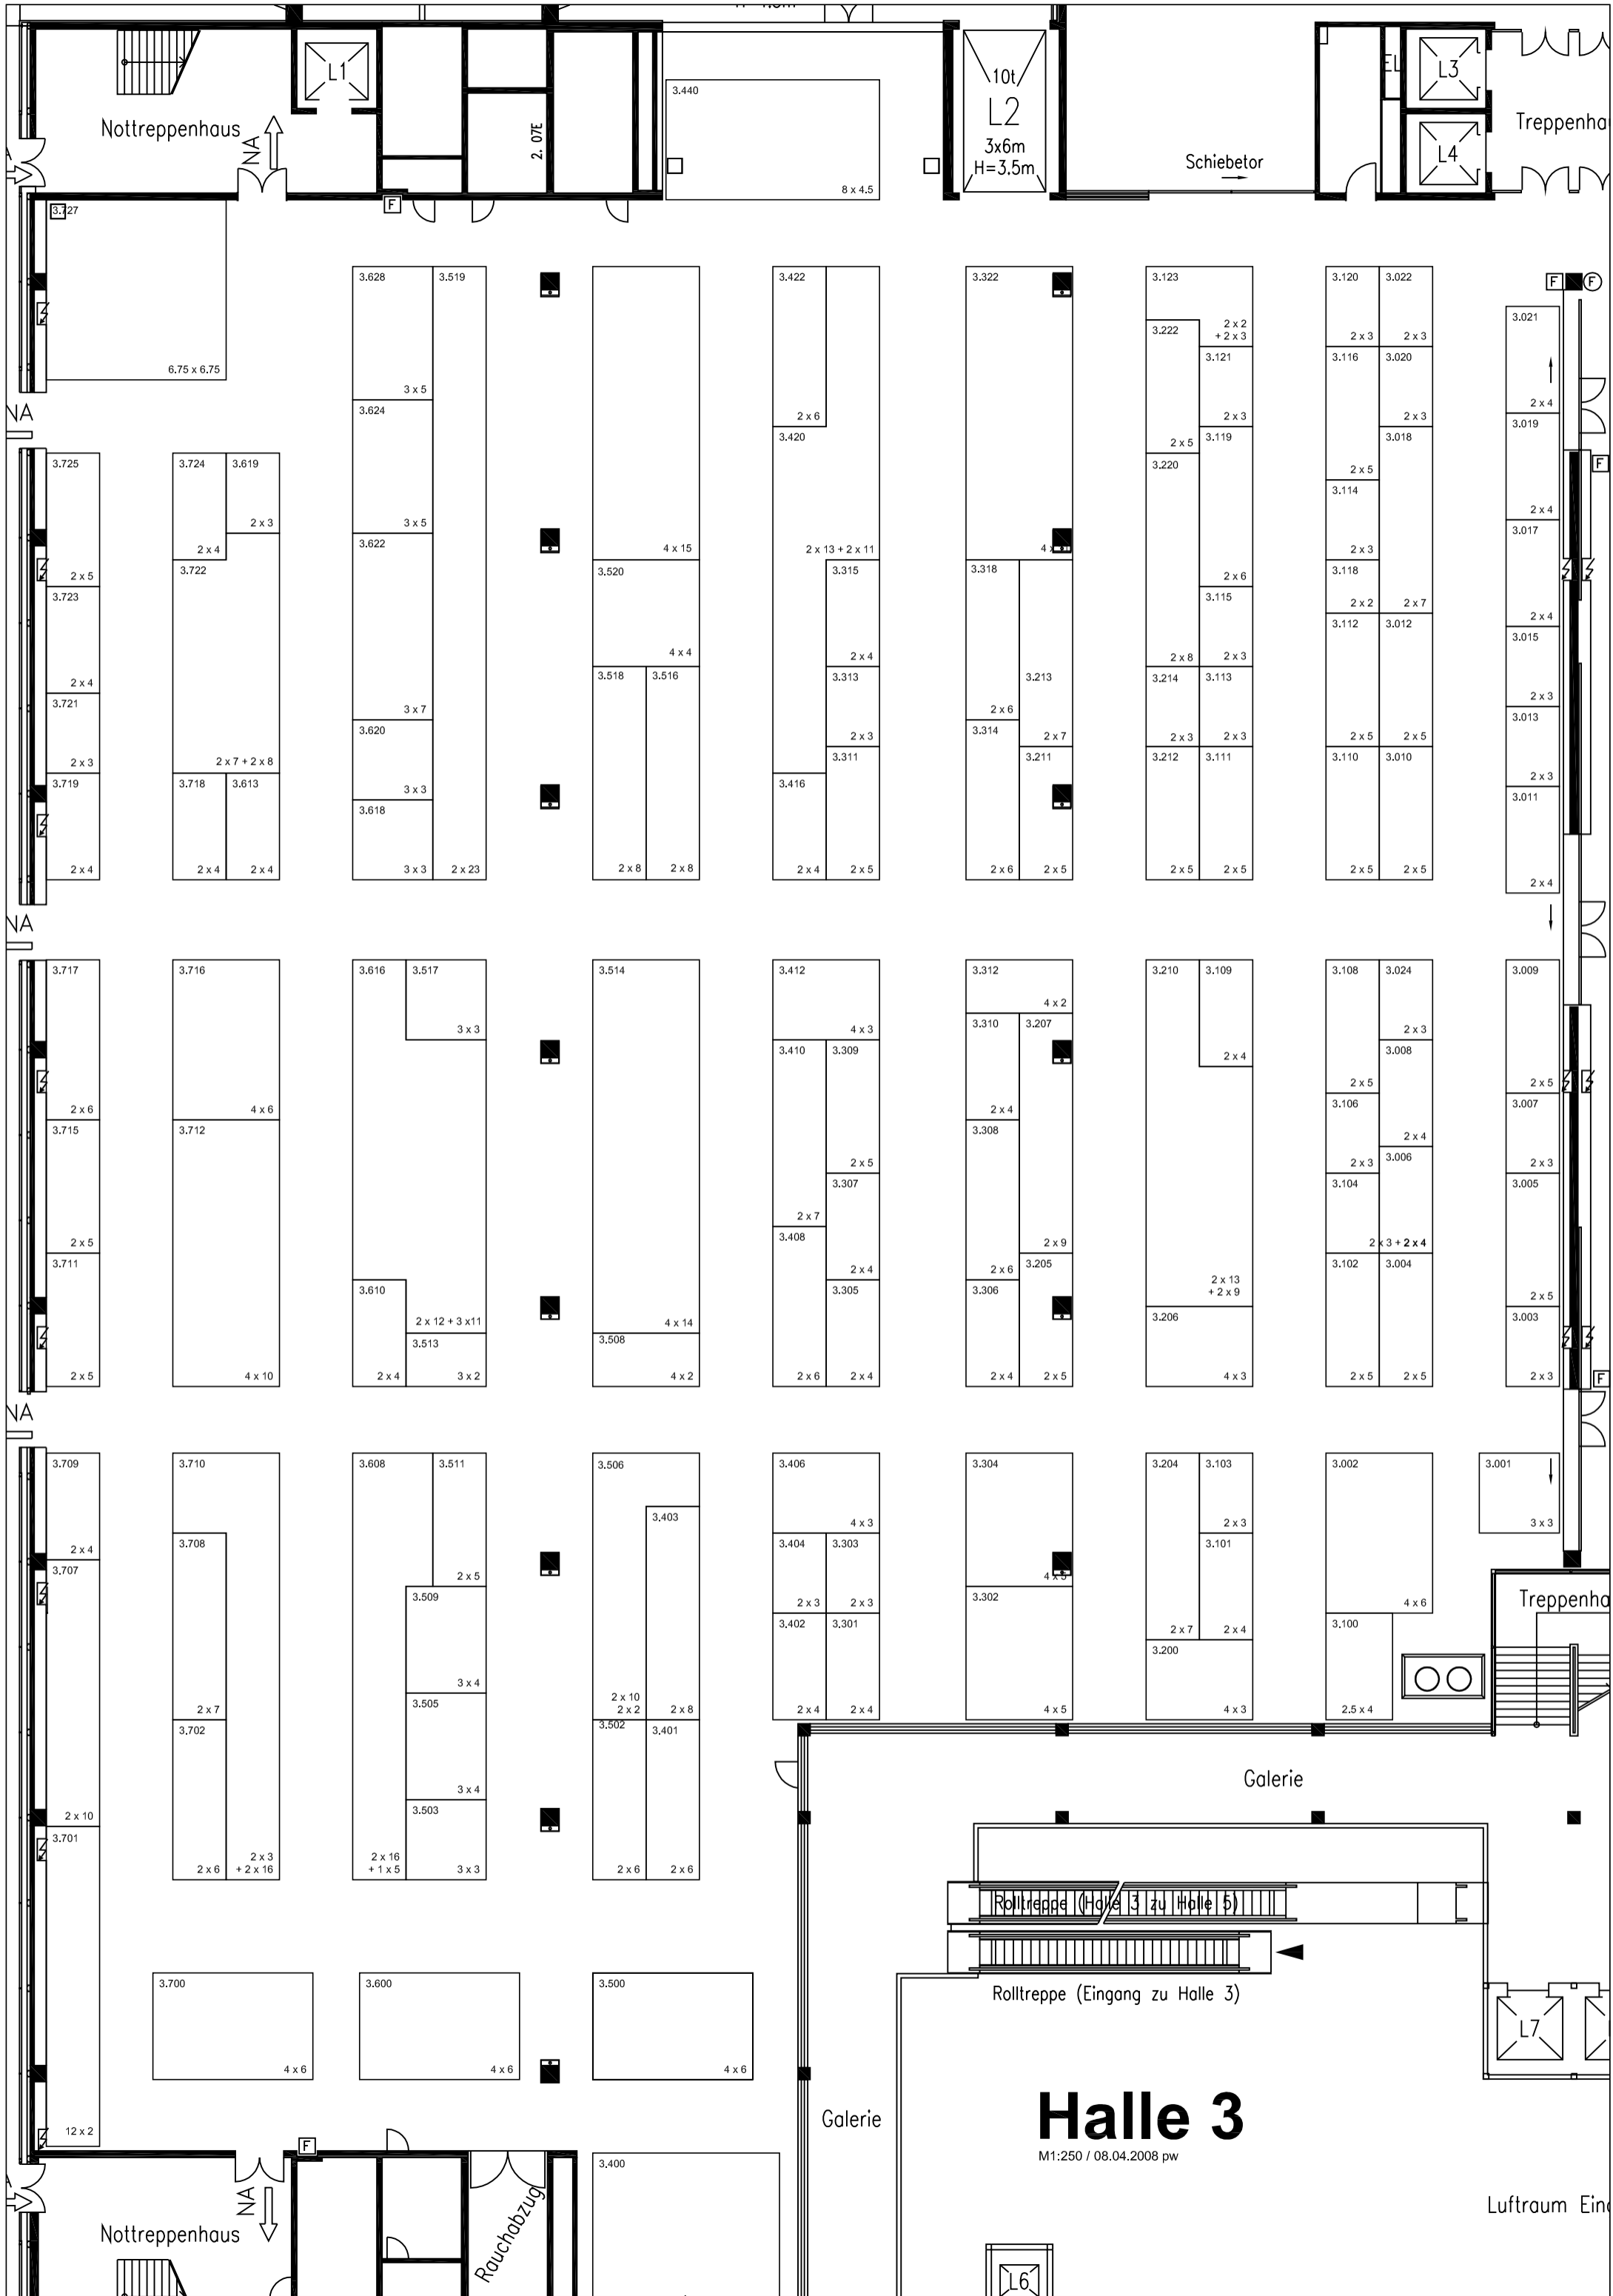 L1
Nottreppenhaus
NA
2. 07E
3.440
8 x 4.5
10t
L2
3x6m
H=3.5m
Schiebetor
EL
L3
L4
3.727
6.75 x 6.75
F
3.628
3 x 5
3.519
3.624
3 x 5
3.622
3 x 7
3.620
3 x 3
3.618
3 x 3
2 x 23
4 x 15
3.520
4 x 4
3.518
2 x 8
3.516
2 x 8
3.422
2 x 6
3.420
2 x 13 + 2 x 11
3.315
2 x 4
3.313
2 x 3
3.311
2 x 5
3.416
2 x 4
3.322
3.318
2 x 6
3.213
2 x 7
3.314
2 x 6
3.211
2 x 5
3.123
2 x 2
+ 2 x 3
3.222
2 x 5
3.121
2 x 3
3.119
2 x 6
3.220
2 x 8
3.115
2 x 3
3.214
2 x 3
3.113
2 x 3
3.212
2 x 5
3.111
2 x 5
3.120
2 x 3
3.022
2 x 3
3.116
2 x 5
3.020
2 x 3
3.018
2 x 7
3.114
2 x 3
3.118
2 x 2
3.112
2 x 5
3.012
2 x 5
3.110
2 x 5
3.010
2 x 5
F
F
3.021
2 x 4
3.019
2 x 4
3.017
2 x 4
3.015
2 x 3
3.013
2 x 3
3.011
2 x 4
F
NA
3.725
2 x 5
3.723
2 x 4
3.721
2 x 3
3.719
2 x 4
3.724
2 x 4
3.619
2 x 3
3.722
2 x 7 + 2 x 8
3.718
2 x 4
3.613
2 x 4
NA
3.717
2 x 6
3.715
2 x 5
3.711
2 x 5
3.716
4 x 6
3.712
4 x 10
3.616
3.517
3 x 3
2 x 12 + 3 x11
3.610
2 x 4
3.513
3 x 2
3.514
4 x 14
3.508
4 x 2
3.412
4 x 3
3.410
2 x 7
3.309
2 x 5
3.307
2 x 4
3.408
2 x 6
3.305
2 x 4
3.312
4 x 2
3.310
2 x 4
3.207
2 x 9
3.308
2 x 6
3.205
2 x 5
3.306
2 x 4
3.210
3.109
2 x 4
2 x 13
+ 2 x 9
3.206
4 x 3
3.108
2 x 5
3.024
2 x 3
3.008
2 x 4
3.106
2 x 3
3.006
3.104
2 x 3 + 2 x 4
3.102
2 x 5
3.004
2 x 5
3.009
2 x 5
3.007
2 x 3
3.005
2 x 5
3.003
2 x 3
F
NA
3.709
2 x 4
3.707
2 x 10
3.701
12 x 2
3.710
3.708
2 x 7
3.702
2 x 6
2 x 3
+ 2 x 16
3.608
3.511
2 x 5
3.509
3 x 4
3.505
3 x 4
3.503
3 x 3
2 x 16
+ 1 x 5
3.506
3.403
2 x 10
2 x 2
2 x 8
3.502
2 x 6
3.401
2 x 6
3.406
4 x 3
3.404
2 x 3
3.303
2 x 3
3.402
2 x 4
3.301
2 x 4
3.304
4 x 5
3.302
4 x 5
3.204
2 x 7
3.103
2 x 3
3.101
2 x 4
3.200
4 x 3
3.002
4 x 6
3.100
2.5 x 4
3.001
3 x 3
Galerie
Rolltreppe (Halle 3 zu Halle 5)
Rolltreppe (Eingang zu Halle 3)
L7
3.700
4 x 6
3.600
4 x 6
3.500
4 x 6
Galerie
Halle 3
M1:250 / 08.04.2008 pw
F
NA
Nottreppenhaus
Rauchabzug
3.400
Luftraum
L6